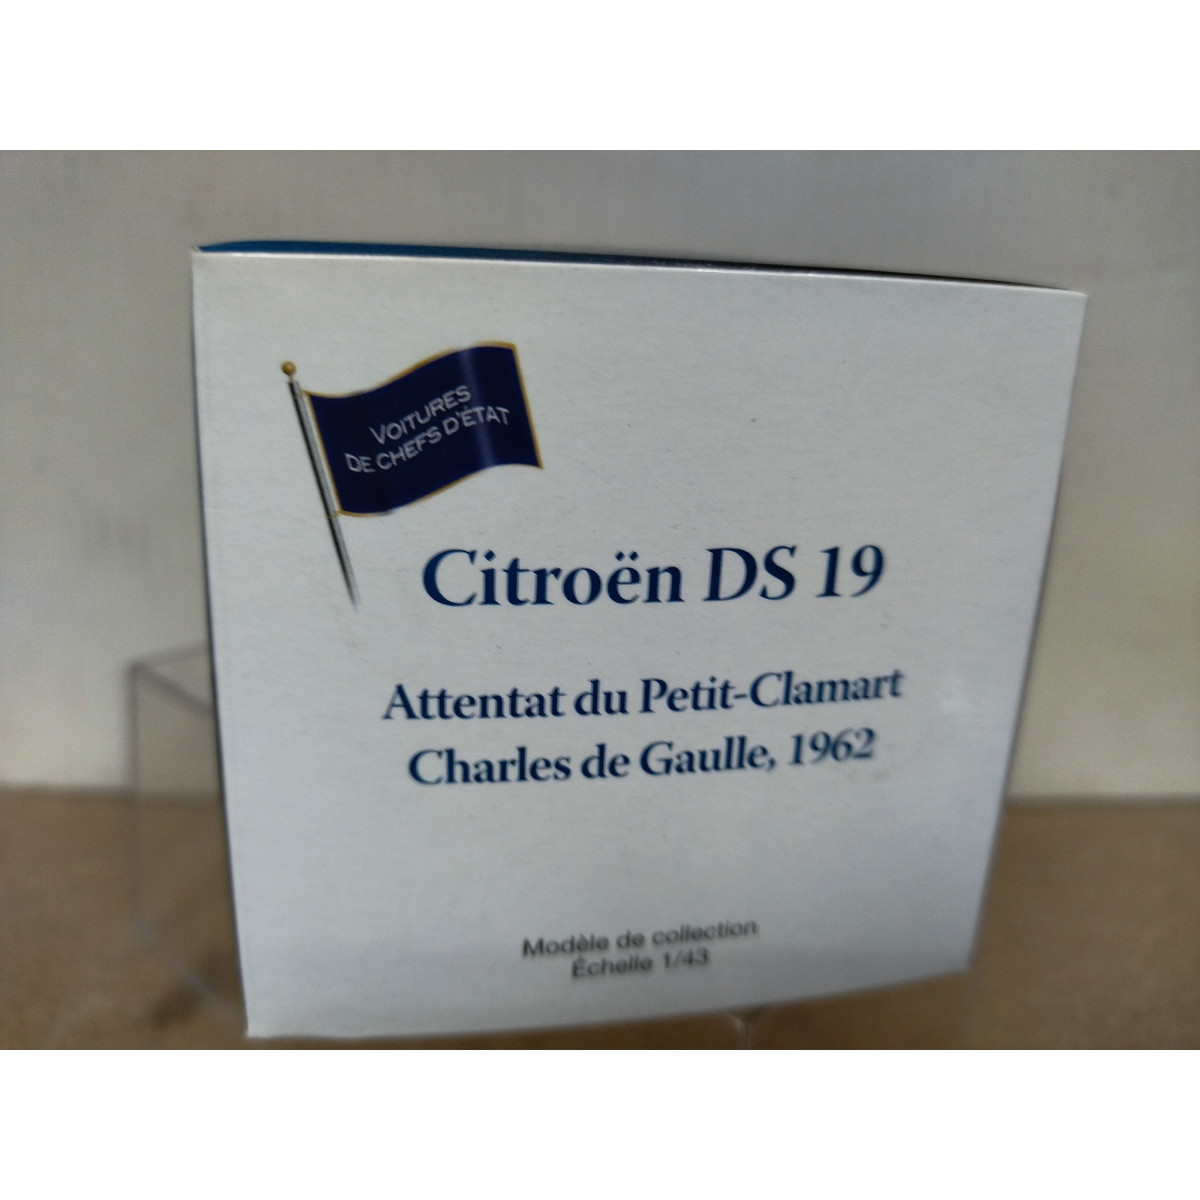 VOITURES
DE CHEFS D'ÉTAT
Citroën DS 19
Attentat du Petit-Clamart
Charles de Gaulle, 1962
Modèle de collection
Échelle 1/43